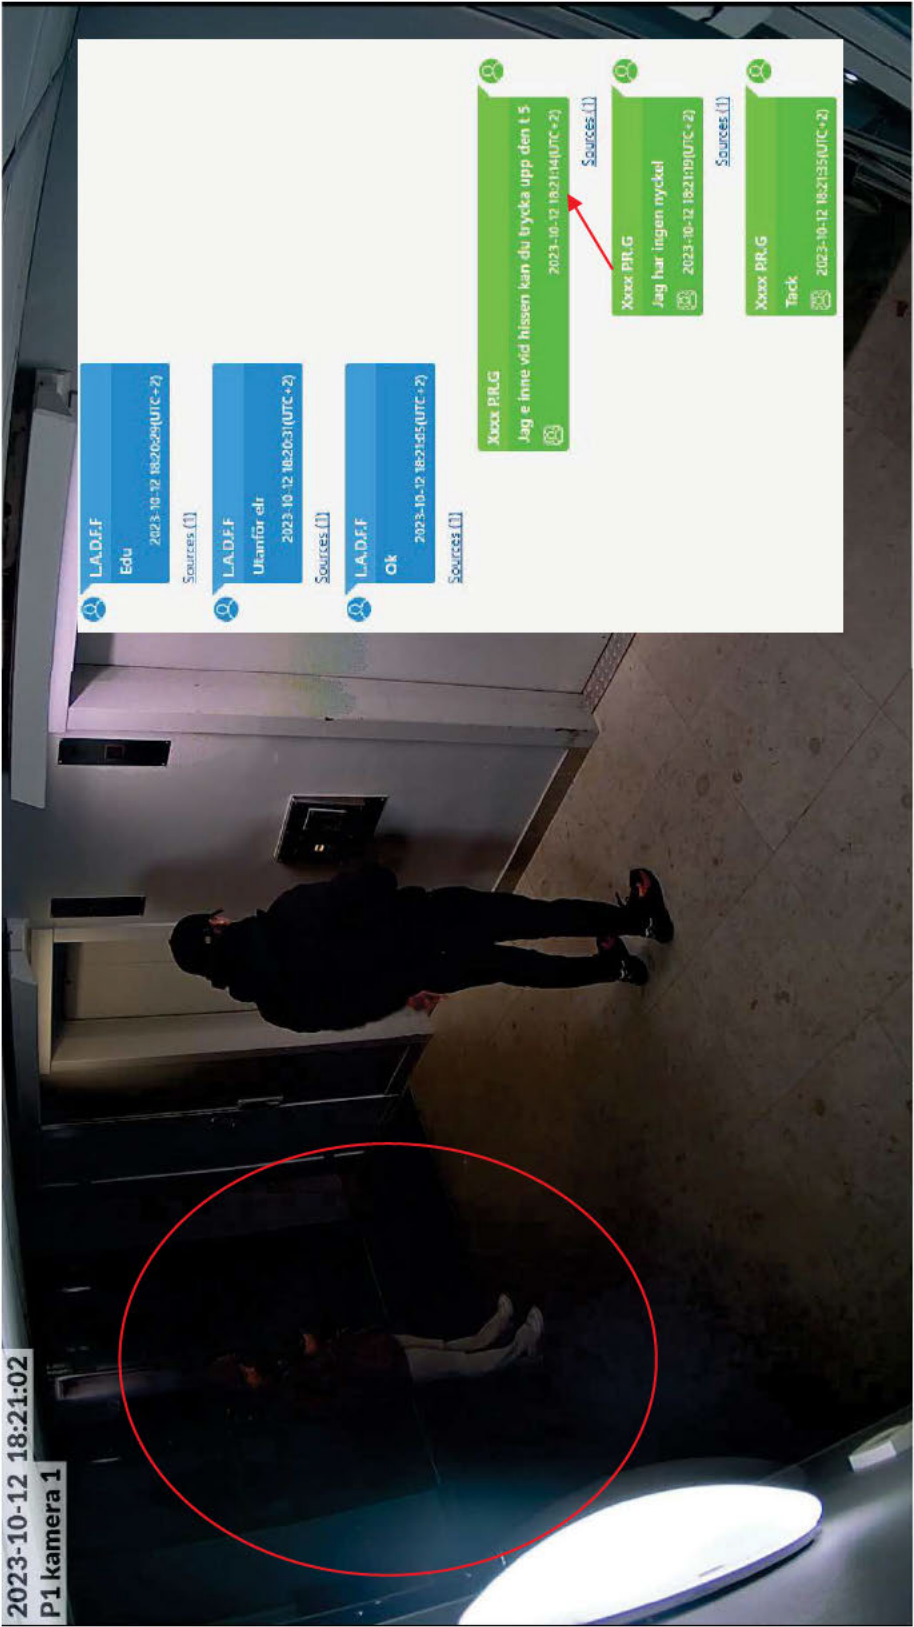 2023-10-12 18:21:02
P1 kamera 1
L.A.D.F.F
Edu
2023-10-12 18:20:29(UTC+2)
Sources (1)
L.A.D.F.F
Utanför elr
2023-10-12 18:20:31(UTC+2)
Sources (1)
L.A.D.F.F
Ok
2023-10-12 18:21:05(UTC+2)
Sources (1)
Xxxx P.R.G
Jag e inne vid hissen kan du trycka upp den t 5
2023-10-12 18:21:14(UTC+2)
Sources (1)
Xxxx P.R.G
Jag har ingen nyckel
2023-10-12 18:21:19(UTC+2)
Sources (1)
Xxxx P.R.G
Tack
2023-10-12 18:21:35(UTC+2)